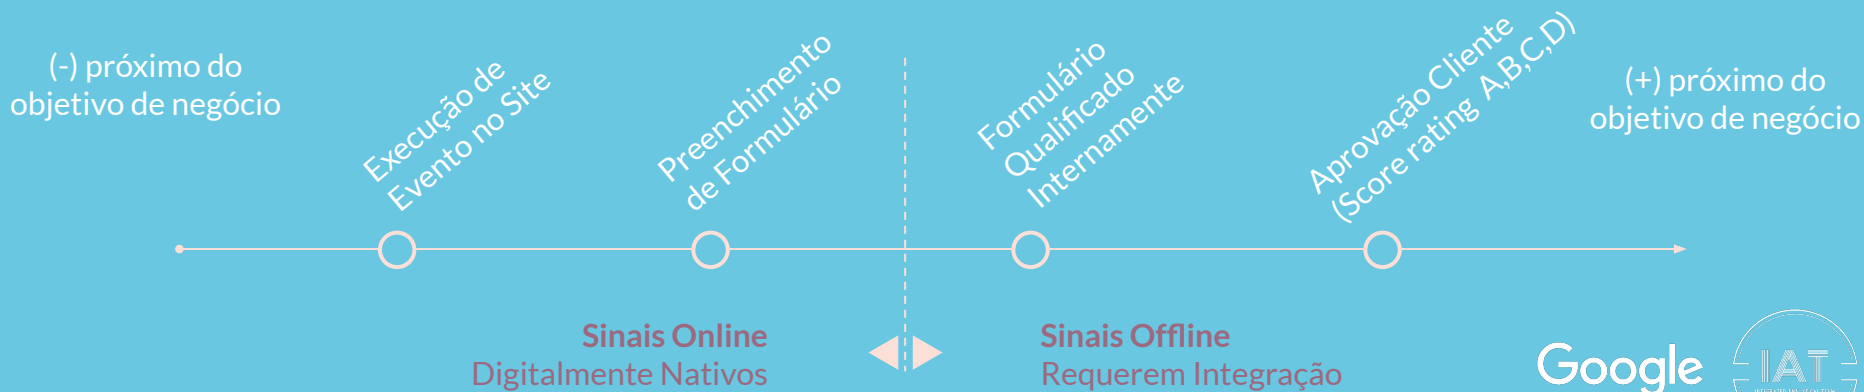 (-) próximo do
objetivo de negócio
Execução de
Evento no Site
Preenchimento
de Formulário
Formulário
Qualificado
Internamente
Aprovação Cliente
(Score rating A,B,C,D)
(+) próximo do
objetivo de negócio
Sinais Online
Digitalmente Nativos
Sinais Offline
Requerem Integração
Google
IAT